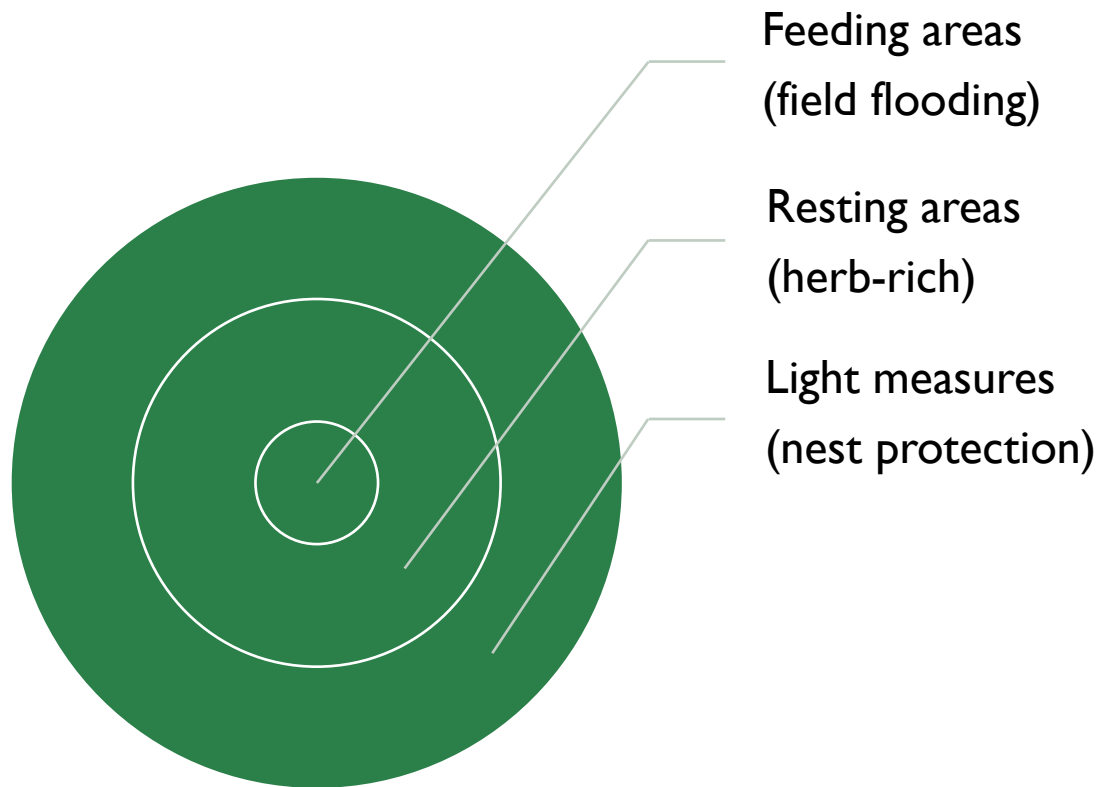 Feeding areas
(field flooding)
Resting areas
(herb-rich)
Light measures
(nest protection)